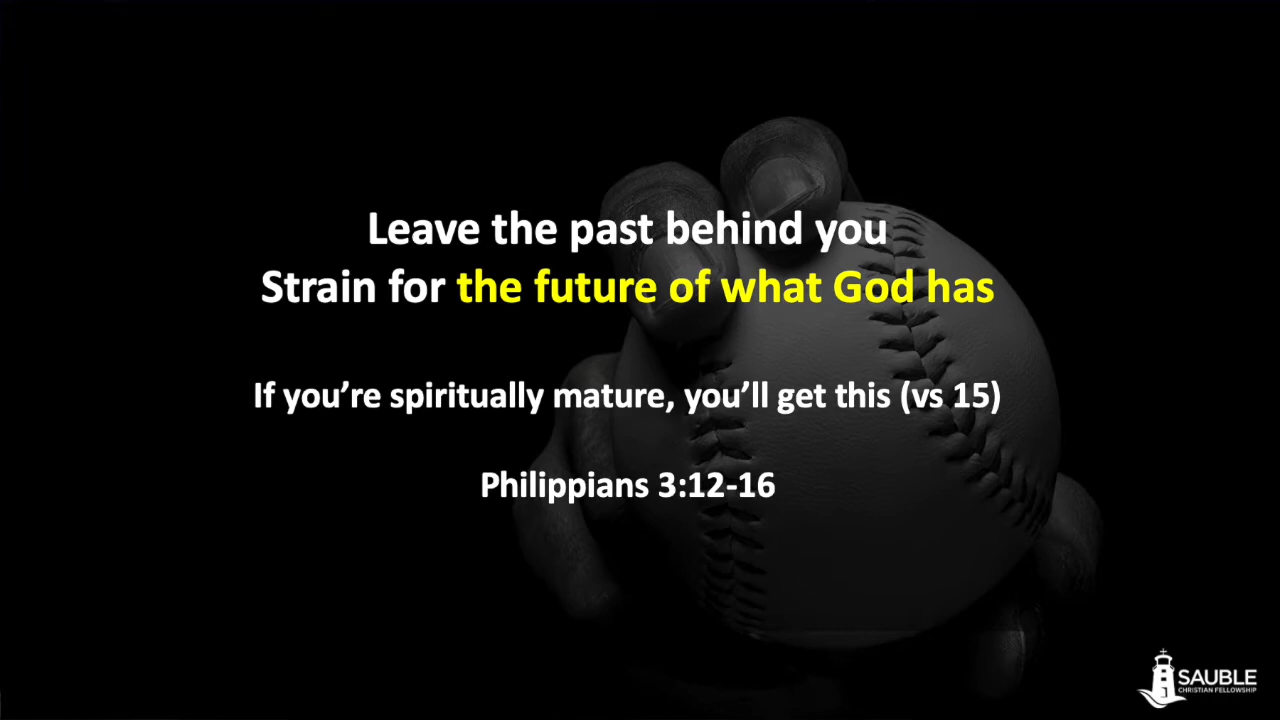 Leave the past behind you
Strain for the future of what God has
If you’re spiritually mature, you’ll get this (vs 15)
Philippians 3:12-16
SAUBLE
CHRISTIAN FELLOWSHIP